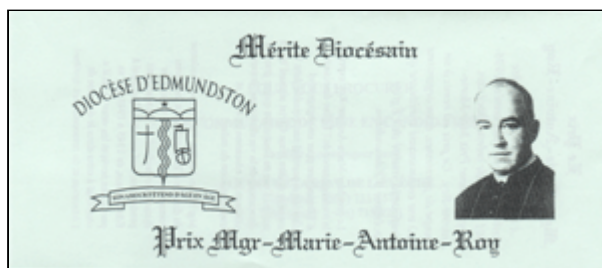 Mérite Diocésain
DIOCÈSE D'EDMUNDSTON
Prix Mgr-Marie-Antoine-Roy